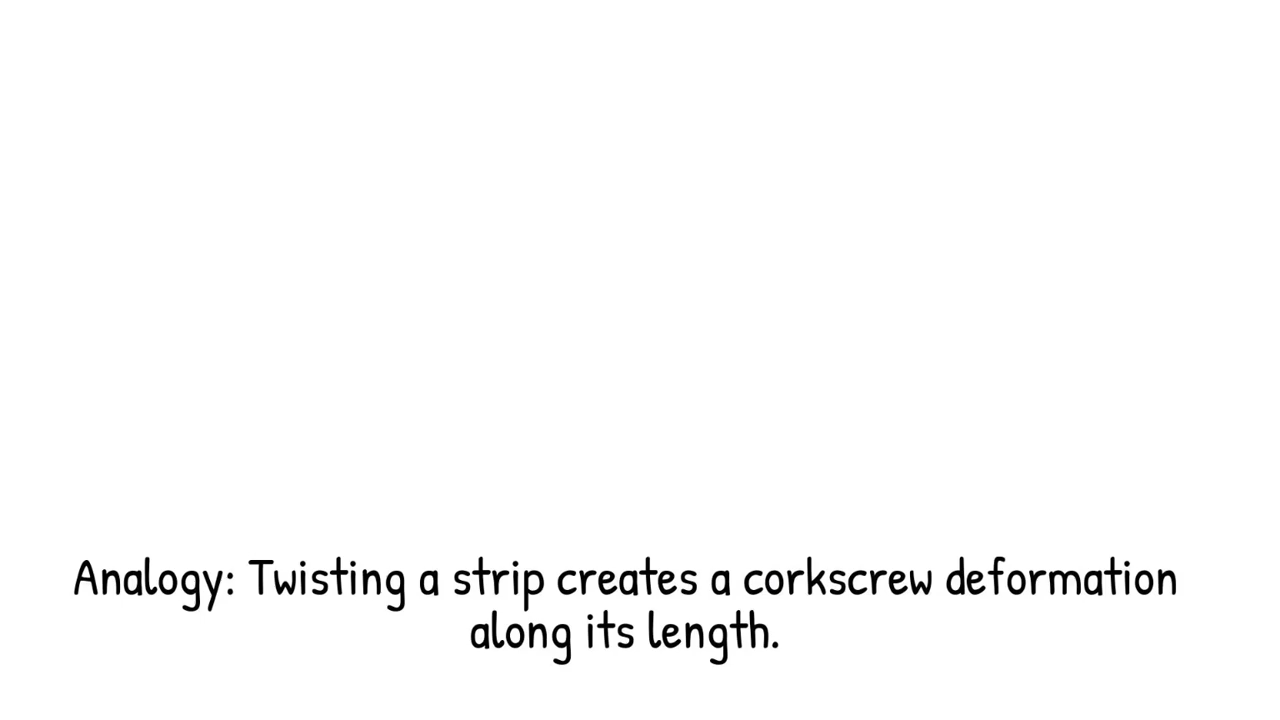 Analogy: Twisting a strip creates a corkscrew deformation
along its length.